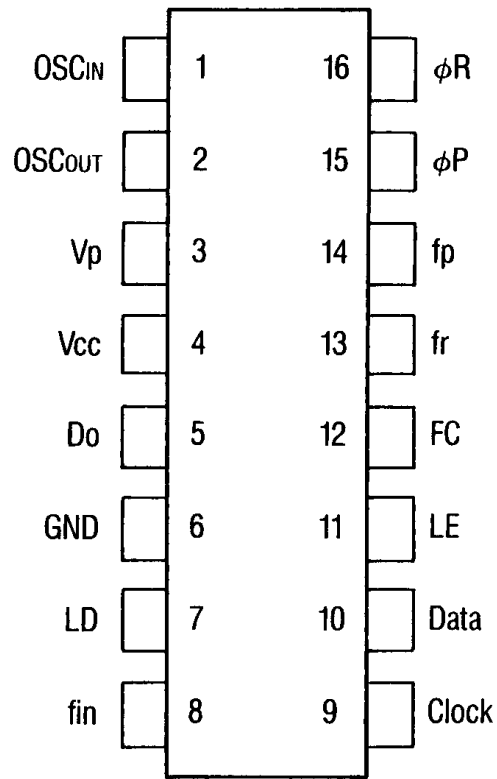 OSCIN 1 16 ϕR
OSCOUT 2 15 ϕP
Vp 3 14 fp
Vcc 4 13 fr
Do 5 12 FC
GND 6 11 LE
LD 7 10 Data
fin 8 9 Clock